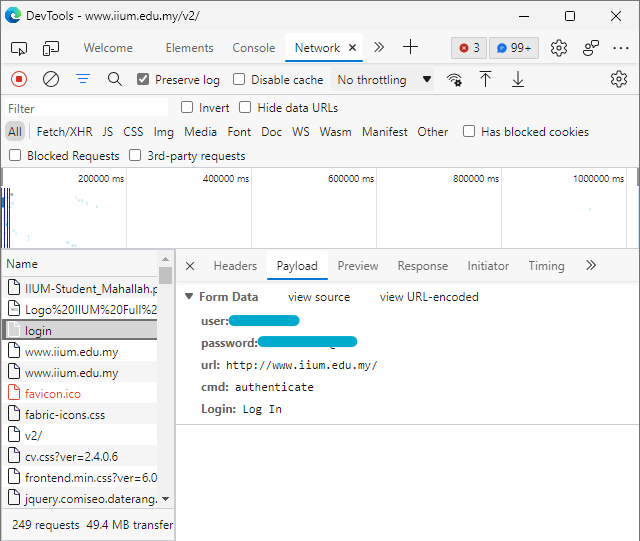 DevTools - www.iium.edu.my/v2/
Welcome Elements Console Network 3 99+
Preserve log Disable cache No throttling
Filter Invert Hide data URLs
All Fetch/XHR JS CSS Img Media Font Doc WS Wasm Manifest Other Has blocked cookies
Blocked Requests 3rd-party requests
200000 ms 400000 ms 600000 ms 800000 ms 1000000 ms
Name
IIUM-Student_Mahallah.p
Logo%20IIUM%20Full%2
login
www.iium.edu.my
www.iium.edu.my
favicon.ico
fabric-icons.css
v2/
cv.css?ver=2.4.0.6
frontend.min.css?ver=6.0
jquery.comiseo.daterang.
249 requests 49.4 MB transfer
Headers Payload Preview Response Initiator Timing
Form Data view source view URL-encoded
user:
password:
url: http://www.iium.edu.my/
cmd: authenticate
Login: Log In